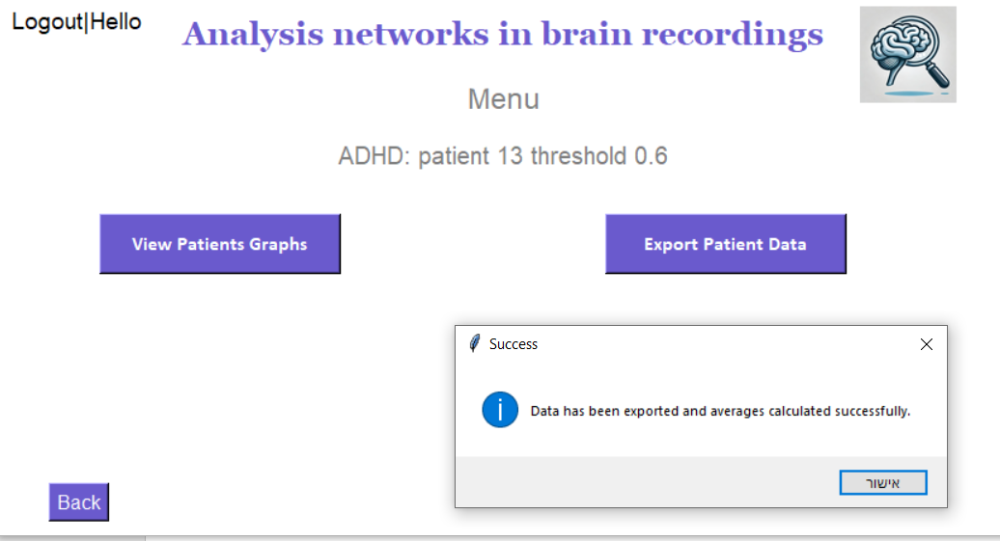 Logout|Hello
Analysis networks in brain recordings
Menu
ADHD: patient 13 threshold 0.6
View Patients Graphs
Export Patient Data
Success
Data has been exported and averages calculated successfully.
אישור
Back